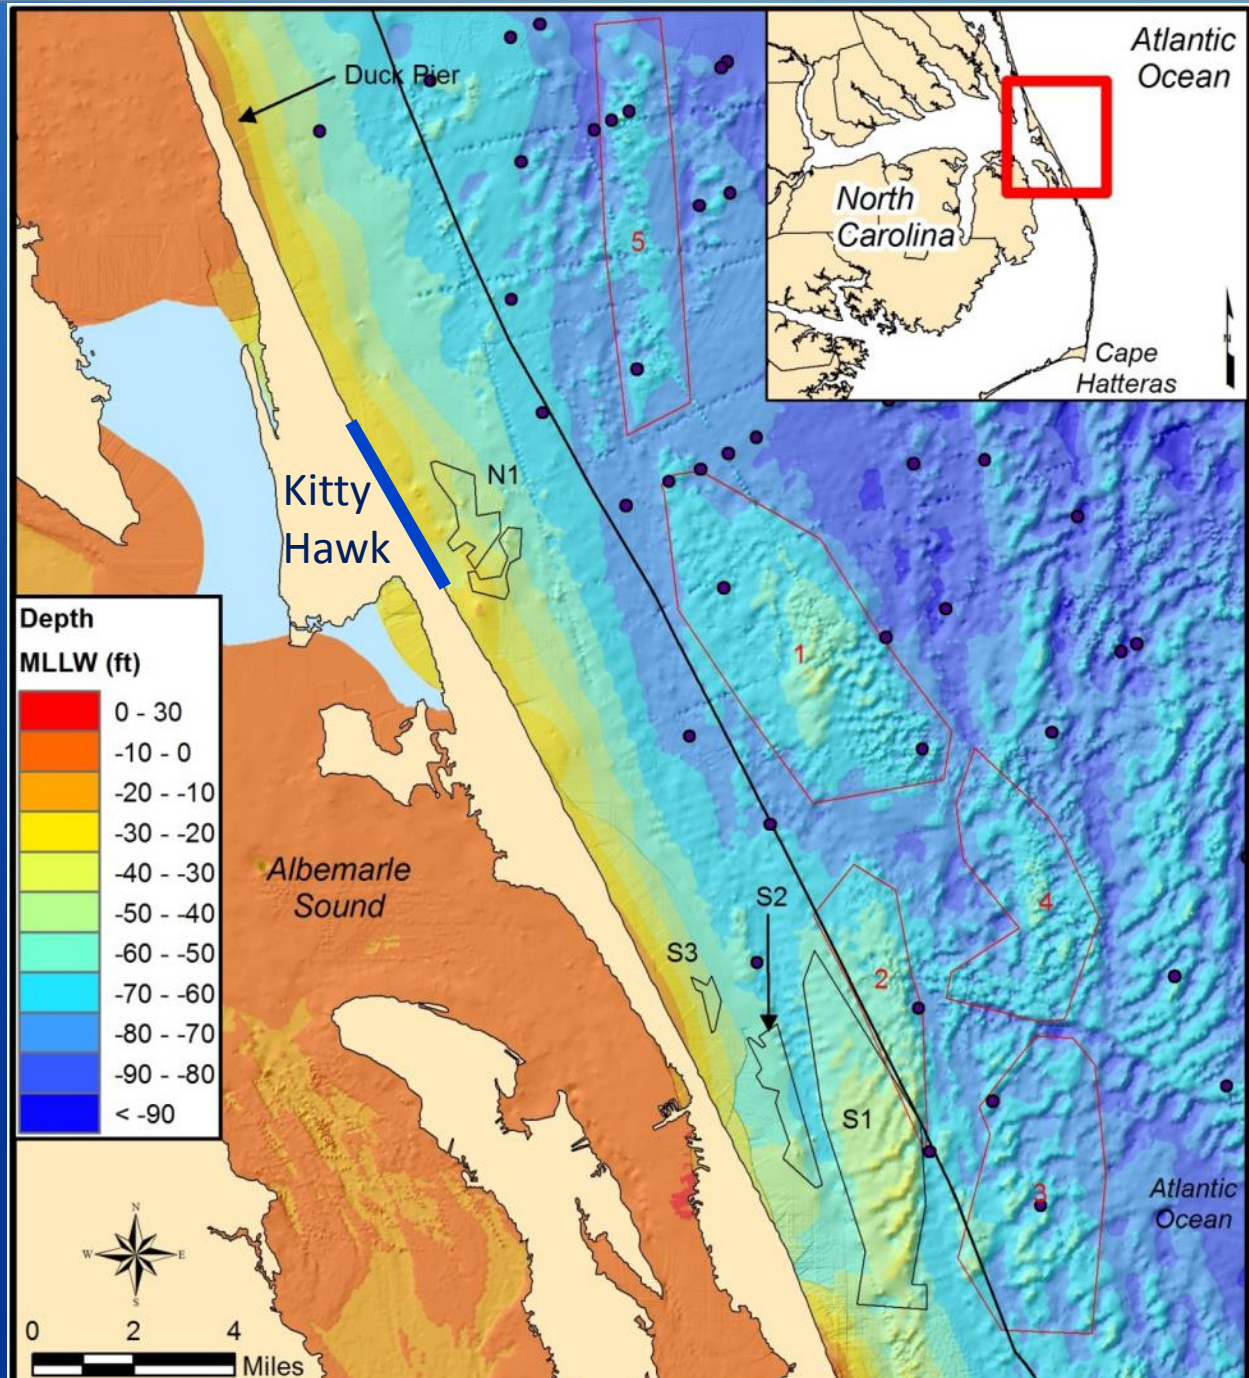 Duck Pier
Atlantic
Ocean
North
Carolina
Cape
Hatteras
N
5
N1
Kitty
Hawk
1
Depth
MLLW (ft)
0 - 30
-10 - 0
-20 - -10
-30 - -20
-40 - -30
-50 - -40
-60 - -50
-70 - -60
-80 - -70
-90 - -80
< -90
Albemarle
Sound
S2
4
S3
2
S1
3
Atlantic
Ocean
N
W E
S
0 2 4
Miles